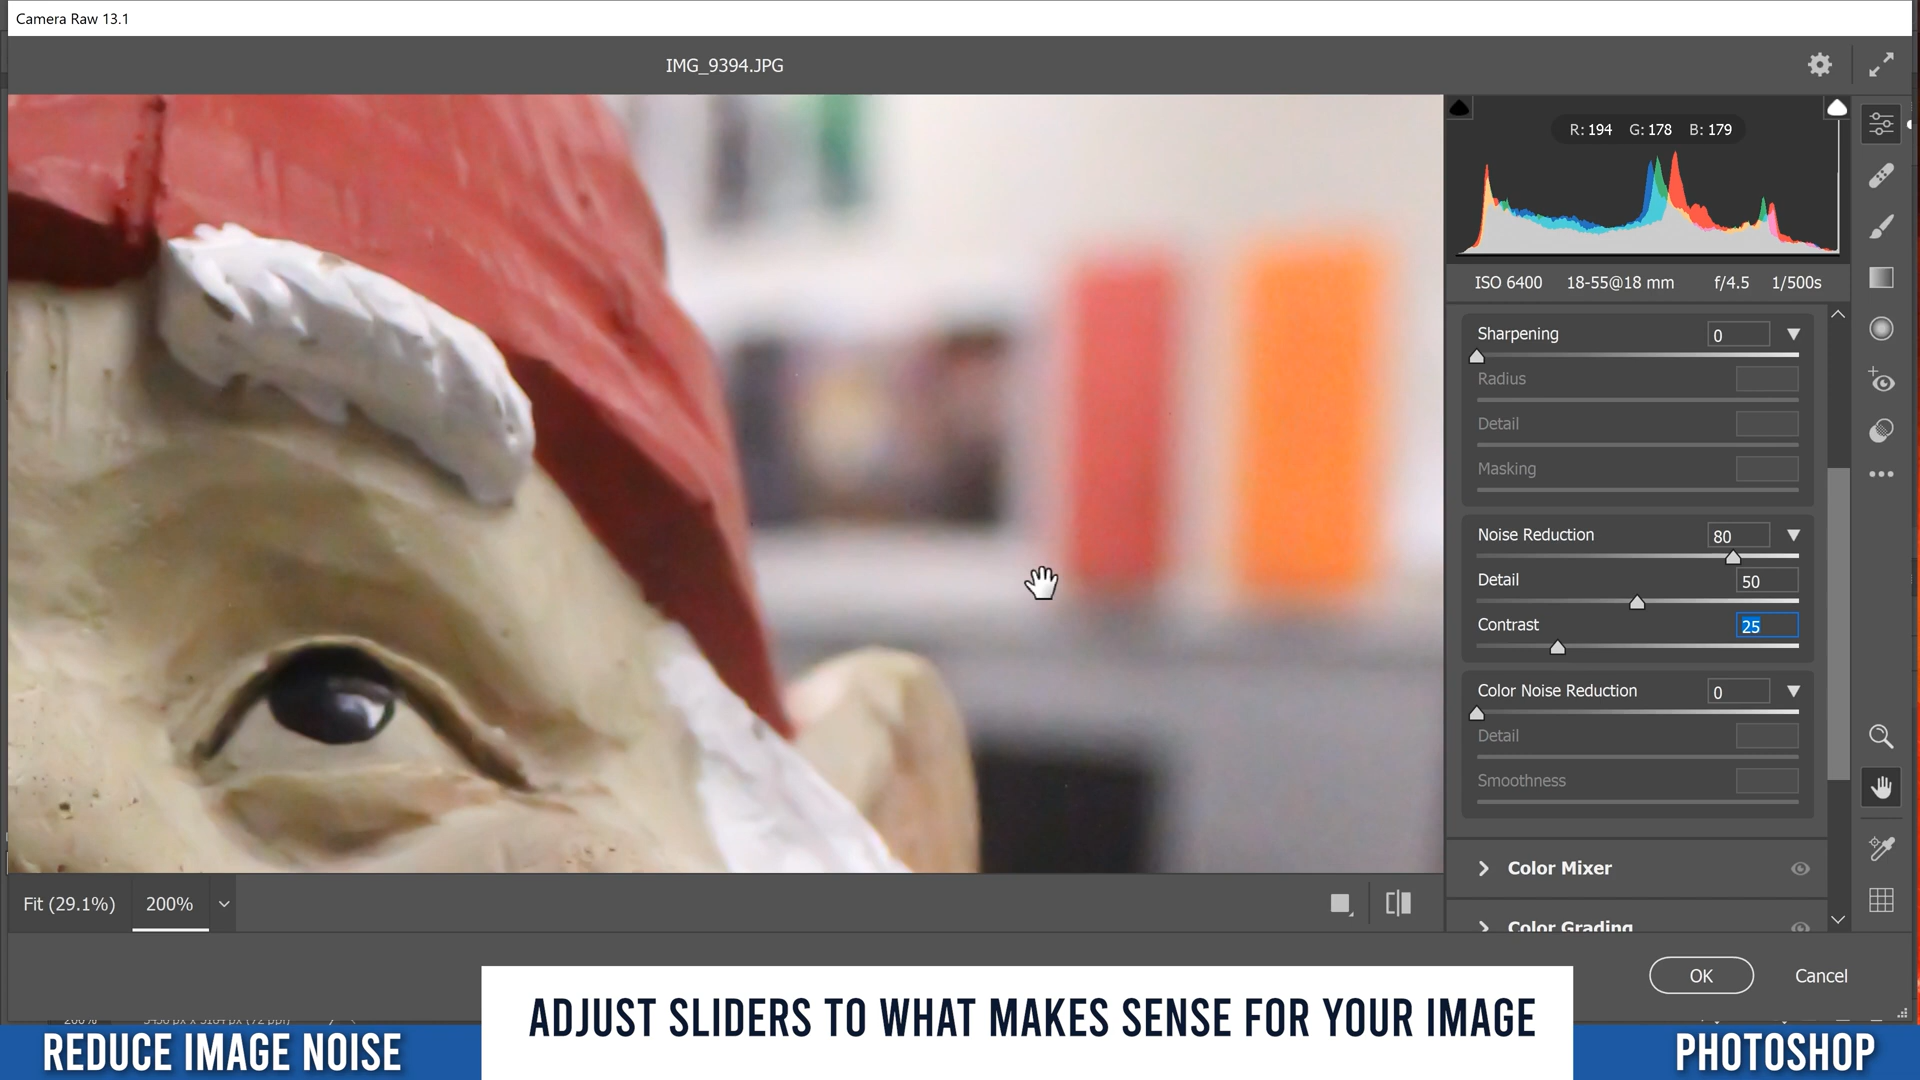 Camera Raw 13.1
IMG_9394.JPG
R: 194 G: 178 B: 179
ISO 6400 18-55@18 mm f/4.5 1/500s
Sharpening 0
Radius
Detail
Masking
Noise Reduction 80
Detail 50
Contrast 25
Color Noise Reduction 0
Detail
Smoothness
Color Mixer
Color Grading
Fit (29.1%) 200%
OK Cancel
ADJUST SLIDERS TO WHAT MAKES SENSE FOR YOUR IMAGE
REDUCE IMAGE NOISE
PHOTOSHOP